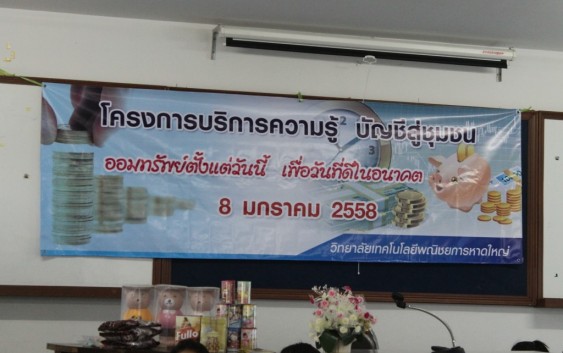 โครงการบริการความรู้ บัญชีสู่ชุมชน
ออมทรัพย์ตั้งแต่วันนี้ เพื่อวันที่ดีในอนาคต
8 มกราคม 2558
วิทยาลัยเทคโนโลยีพณิชยการหาดใหญ่
Fullo